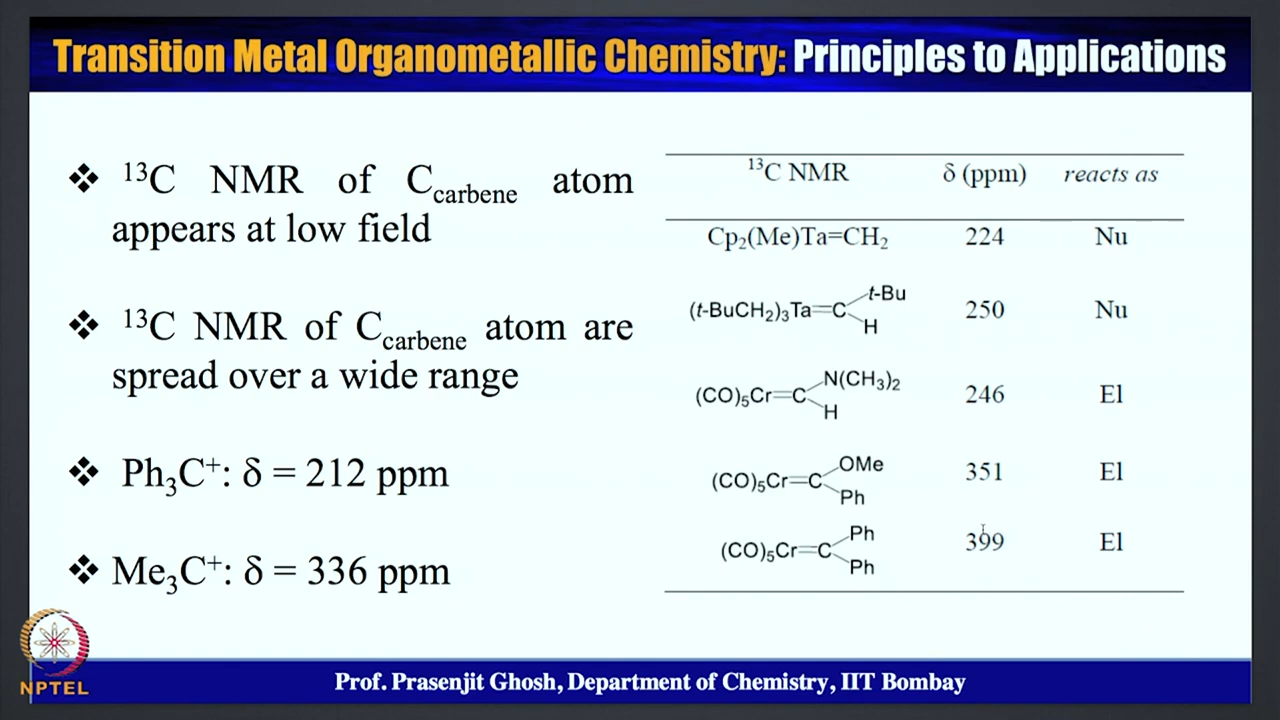 Transition Metal Organometallic Chemistry: Principles to Applications
❖ ¹³C NMR of C_carbene atom
appears at low field
❖ ¹³C NMR of C_carbene atom are
spread over a wide range
❖ Ph₃C⁺: δ = 212 ppm
❖ Me₃C⁺: δ = 336 ppm
¹³C NMR δ (ppm) reacts as
Cp₂(Me)Ta=CH₂ 224 Nu
(t-BuCH₂)₃Ta=C t-Bu H 250 Nu
(CO)₅Cr=C N(CH₃)₂ H 246 El
(CO)₅Cr=C OMe Ph 351 El
(CO)₅Cr=C Ph Ph 399 El
NPTEL
Prof. Prasenjit Ghosh, Department of Chemistry, IIT Bombay